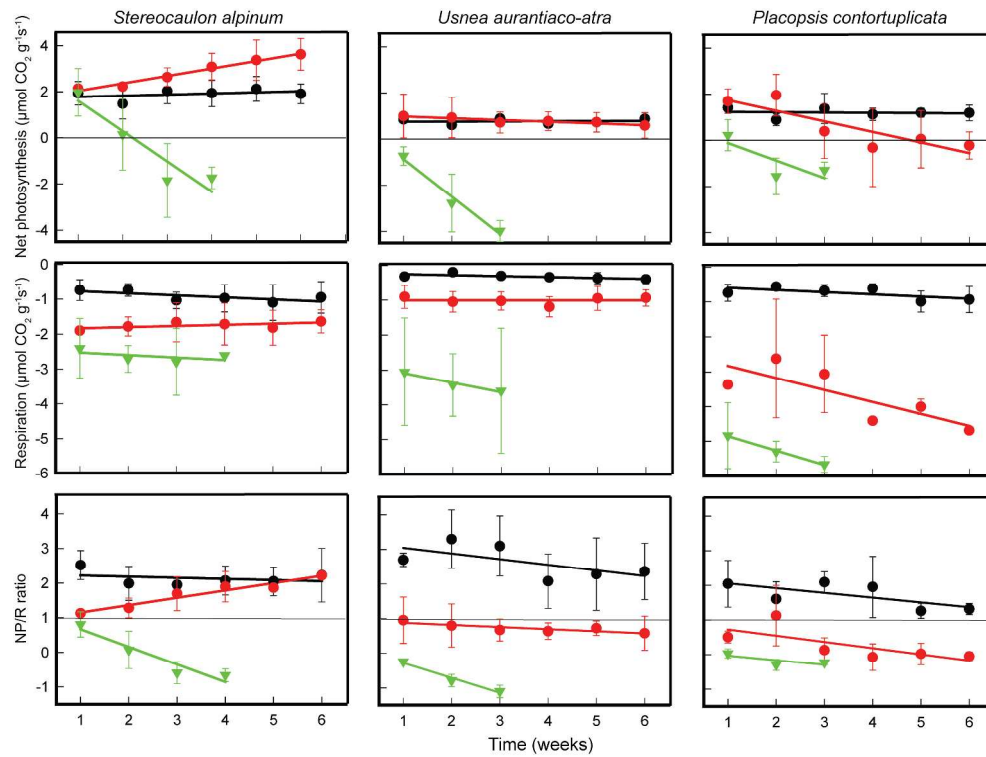 Stereocaulon alpinum
Usnea aurantiaco-atra
Placopsis contortuplicata
Net photosynthesis (µmol CO2 g-1s-1)
4
2
0
-2
-4
Respiration (µmol CO2 g-1s-1)
0
-1
-2
-3
-4
-5
-6
NP/R ratio
4
3
2
1
0
-1
1 2 3 4 5 6
1 2 3 4 5 6
1 2 3 4 5 6
Time (weeks)